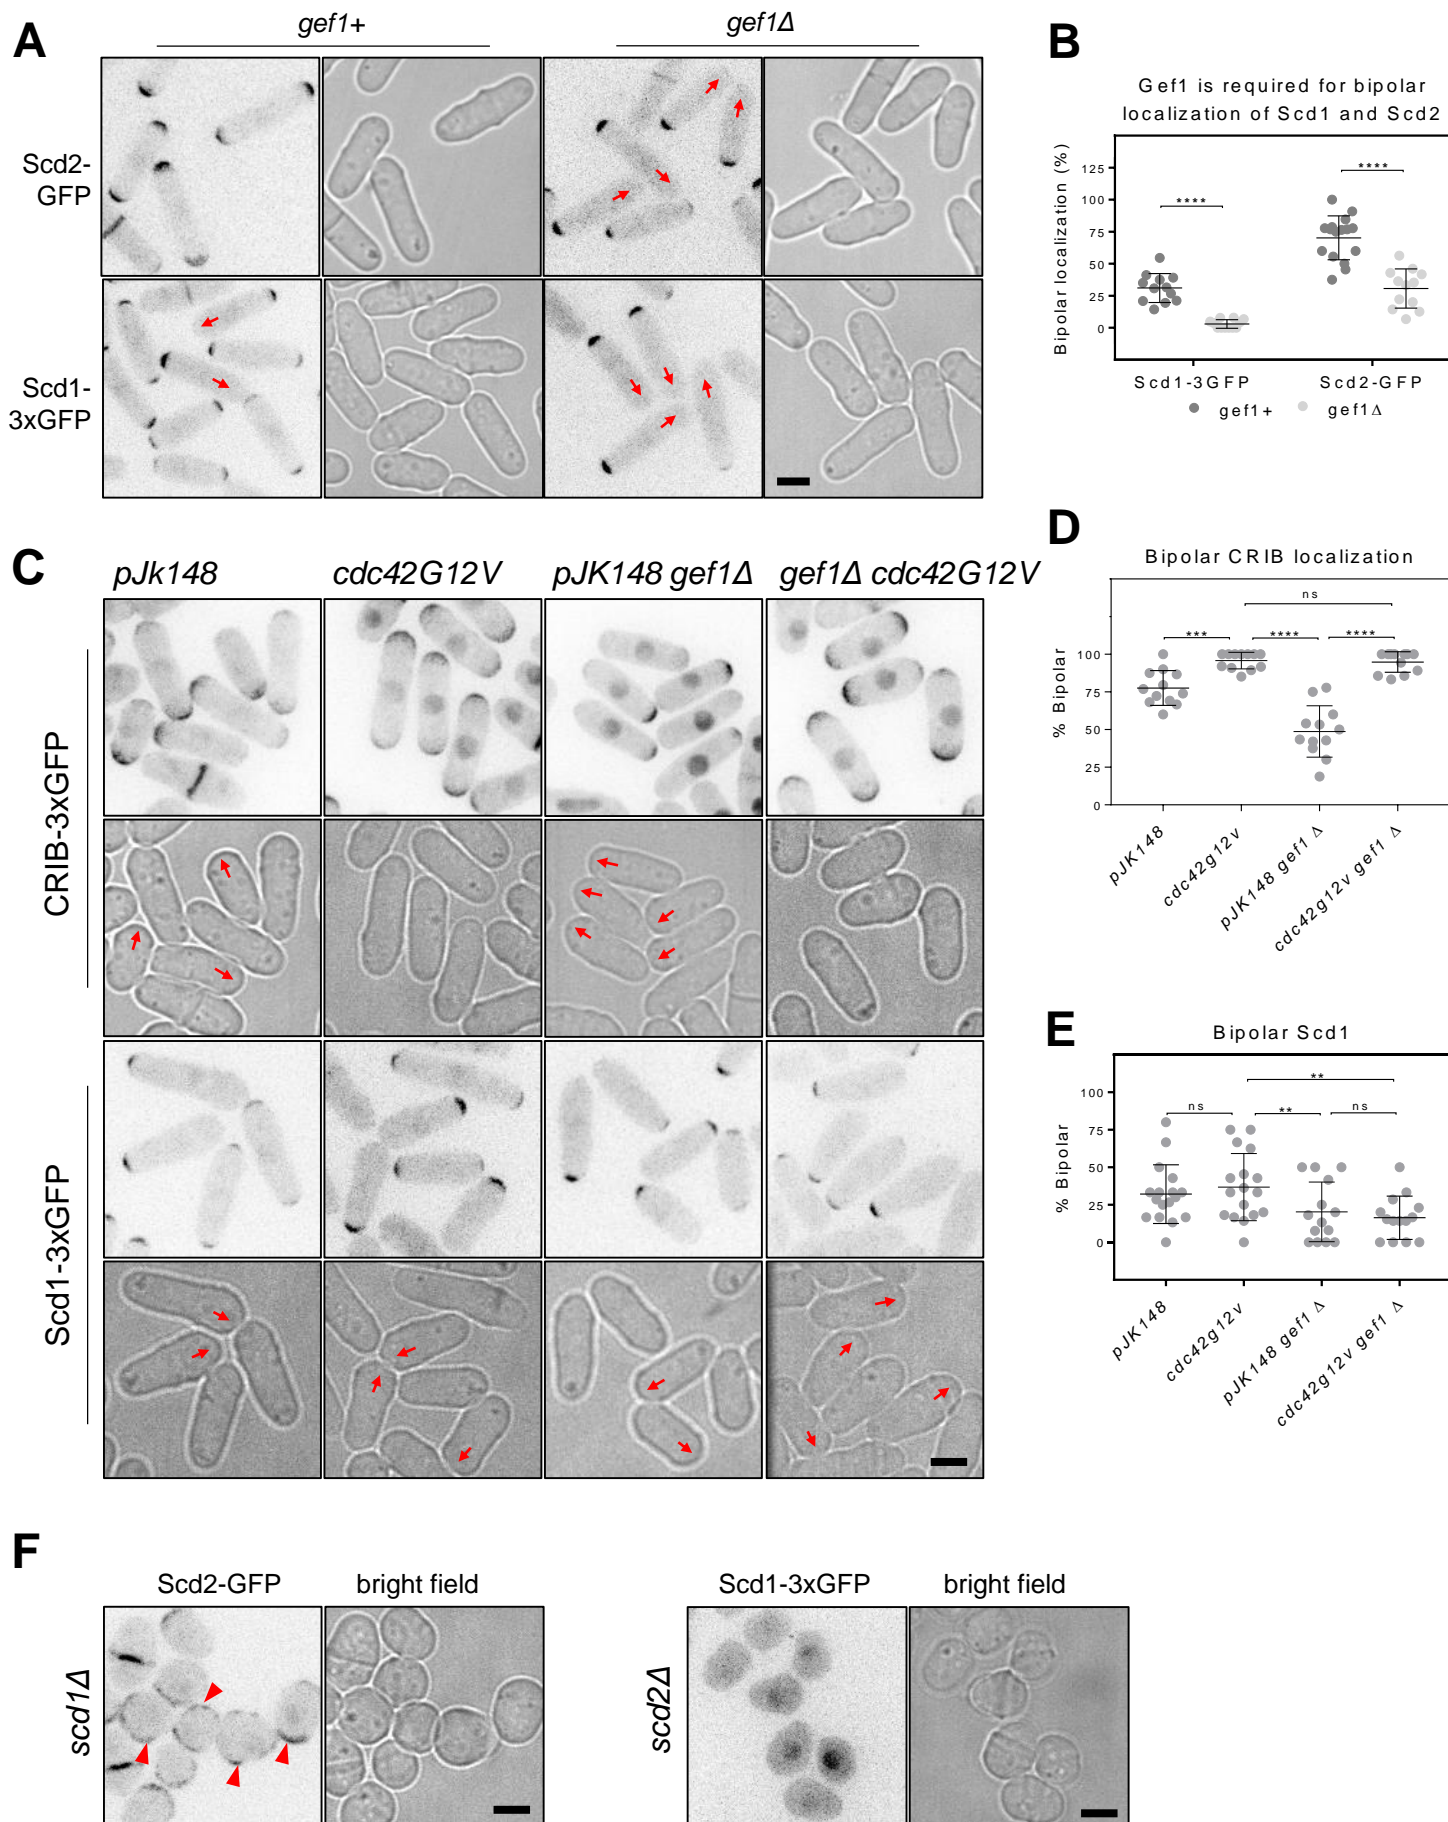 A
gef1+
gef1Δ
Scd2-
GFP
Scd1-
3xGFP
B
Gef1 is required for bipolar
localization of Scd1 and Scd2
Bipolar localization (%)
125
100
75
50
25
0
****
****
Scd1-3GFP
Scd2-GFP
gef1+
gef1Δ
C
pJk148
cdc42G12V
pJK148 gef1Δ
gef1Δ cdc42G12V
CRIB-3xGFP
Scd1-3xGFP
D
Bipolar CRIB localization
% Bipolar
100
75
50
25
0
ns
***
****
****
pJK148
cdc42g12v
pJK148 gef1 Δ
cdc42g12v gef1 Δ
E
Bipolar Scd1
% Bipolar
100
75
50
25
0
**
ns
**
ns
pJK148
cdc42g12v
pJK148 gef1 Δ
cdc42g12v gef1 Δ
F
Scd2-GFP
bright field
Scd1-3xGFP
bright field
scd1Δ
scd2Δ